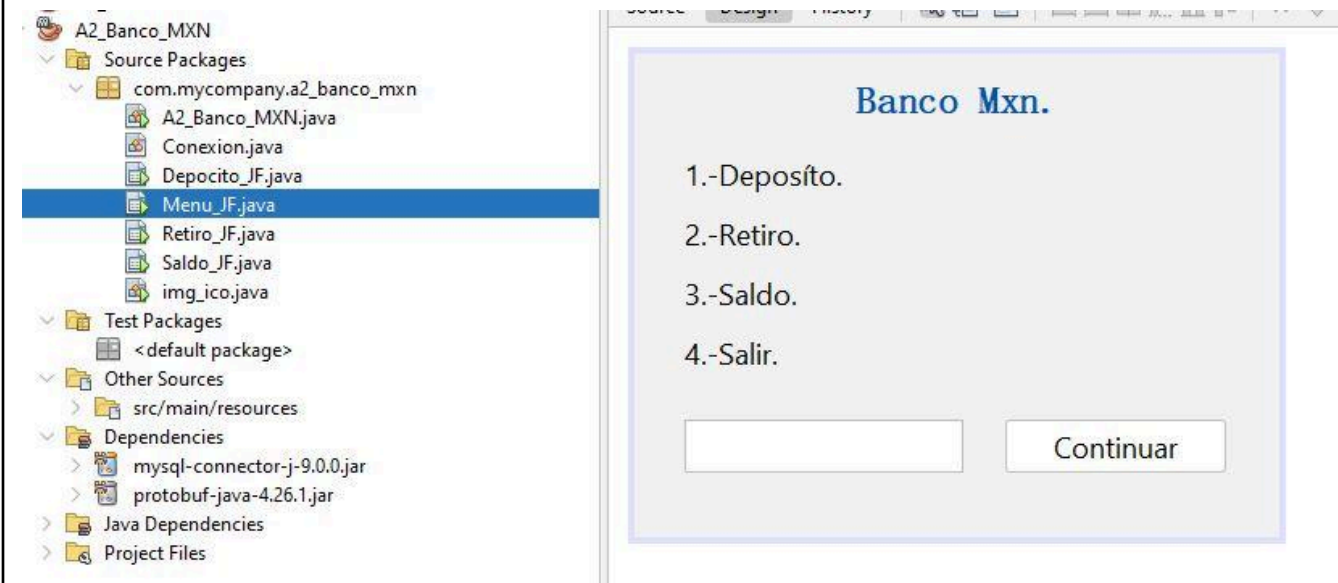 Source Design History
A2_Banco_MXN
Source Packages
com.mycompany.a2_banco_mxn
A2_Banco_MXN.java
Conexion.java
Depocito_JF.java
Menu_JF.java
Retiro_JF.java
Saldo_JF.java
img_ico.java
Test Packages
<default package>
Other Sources
src/main/resources
Dependencies
mysql-connector-j-9.0.0.jar
protobuf-java-4.26.1.jar
Java Dependencies
Project Files
Banco Mxn.
1.-Deposíto.
2.-Retiro.
3.-Saldo.
4.-Salir.
Continuar